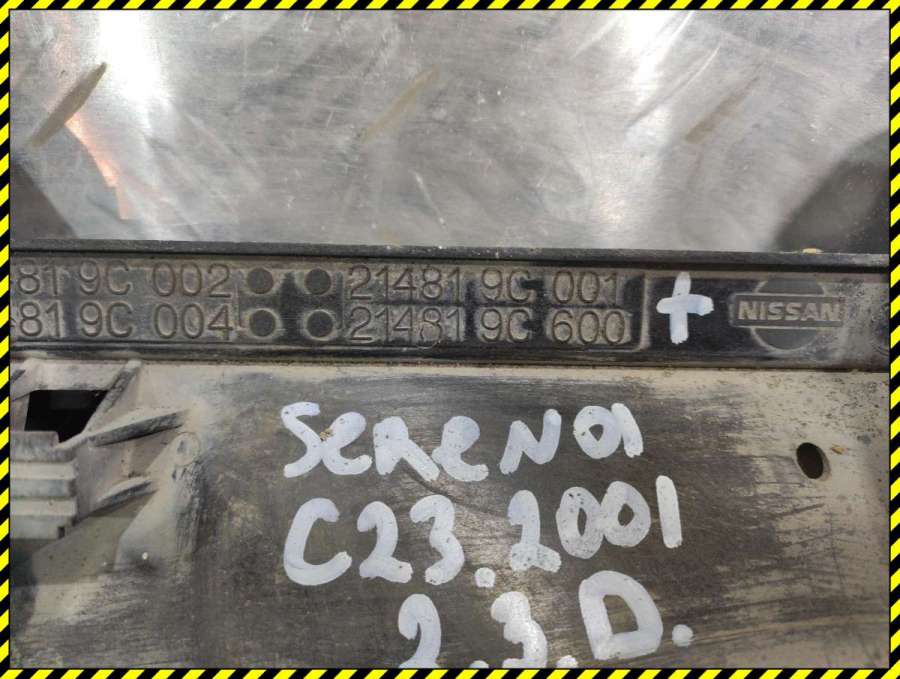 81 9C 002 21481 9C 001
81 9C 004 21481 9C 600
+
NISSAN
SERENA
C23.2001
2.3.D.